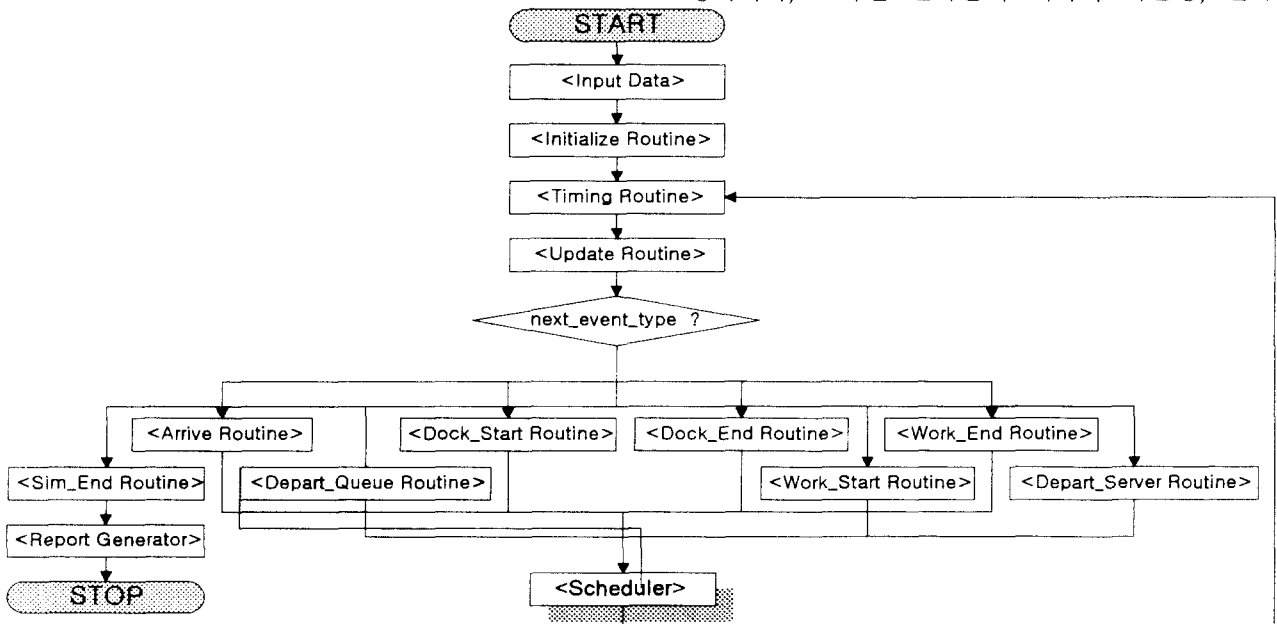 START
<Input Data>
<Initialize Routine>
<Timing Routine>
<Update Routine>
next_event_type ?
<Arrive Routine>
<Dock_Start Routine>
<Dock_End Routine>
<Work_End Routine>
<Sim_End Routine>
<Depart_Queue Routine>
<Work_Start Routine>
<Depart_Server Routine>
<Report Generator>
<Scheduler>
STOP